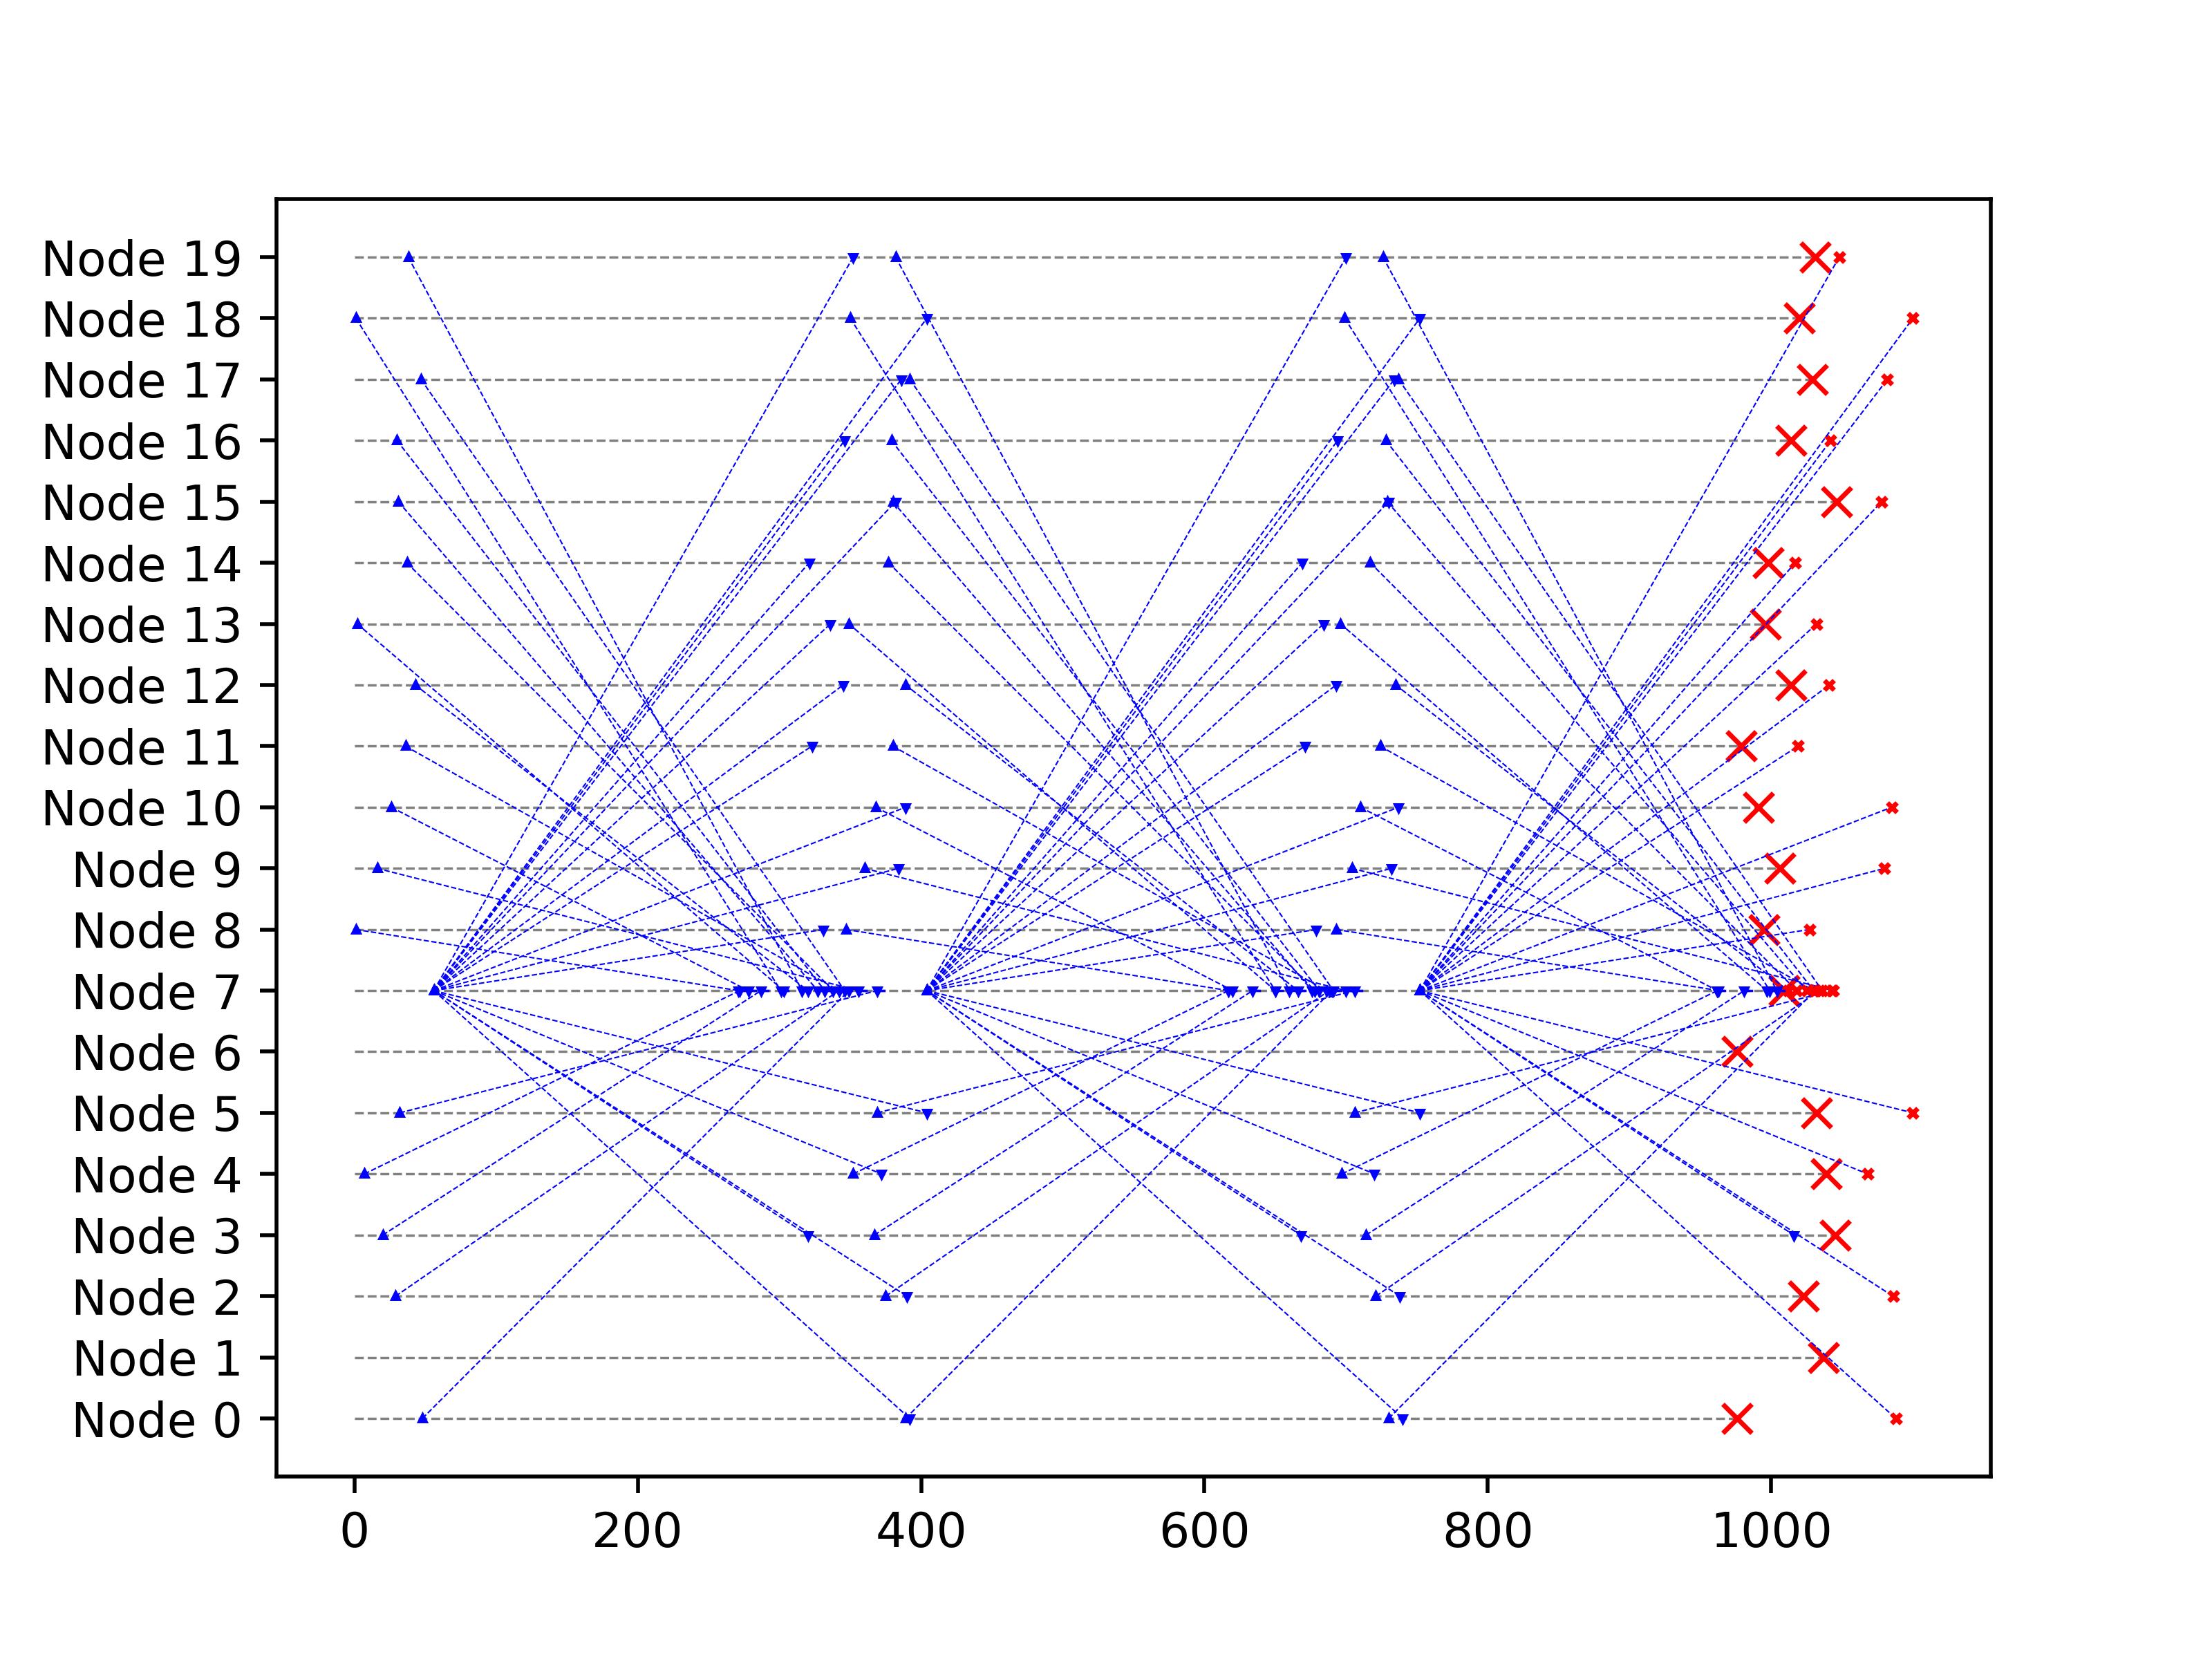 Node 19
Node 18
Node 17
Node 16
Node 15
Node 14
Node 13
Node 12
Node 11
Node 10
Node 9
Node 8
Node 7
Node 6
Node 5
Node 4
Node 3
Node 2
Node 1
Node 0
0 200 400 600 800 1000